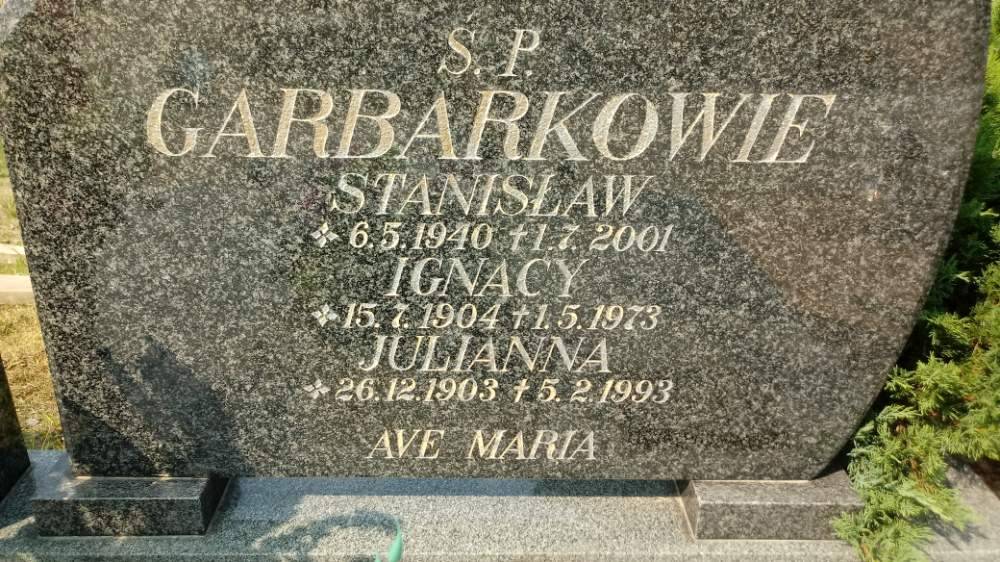 Ś. P.
GARBARKOWIE
STANISŁAW
6.5.1940 †1.7.2001
IGNACY
15.7.1904 †1.5.1973
JULIANNA
26.12.1903 †5.2.1993
AVE MARIA